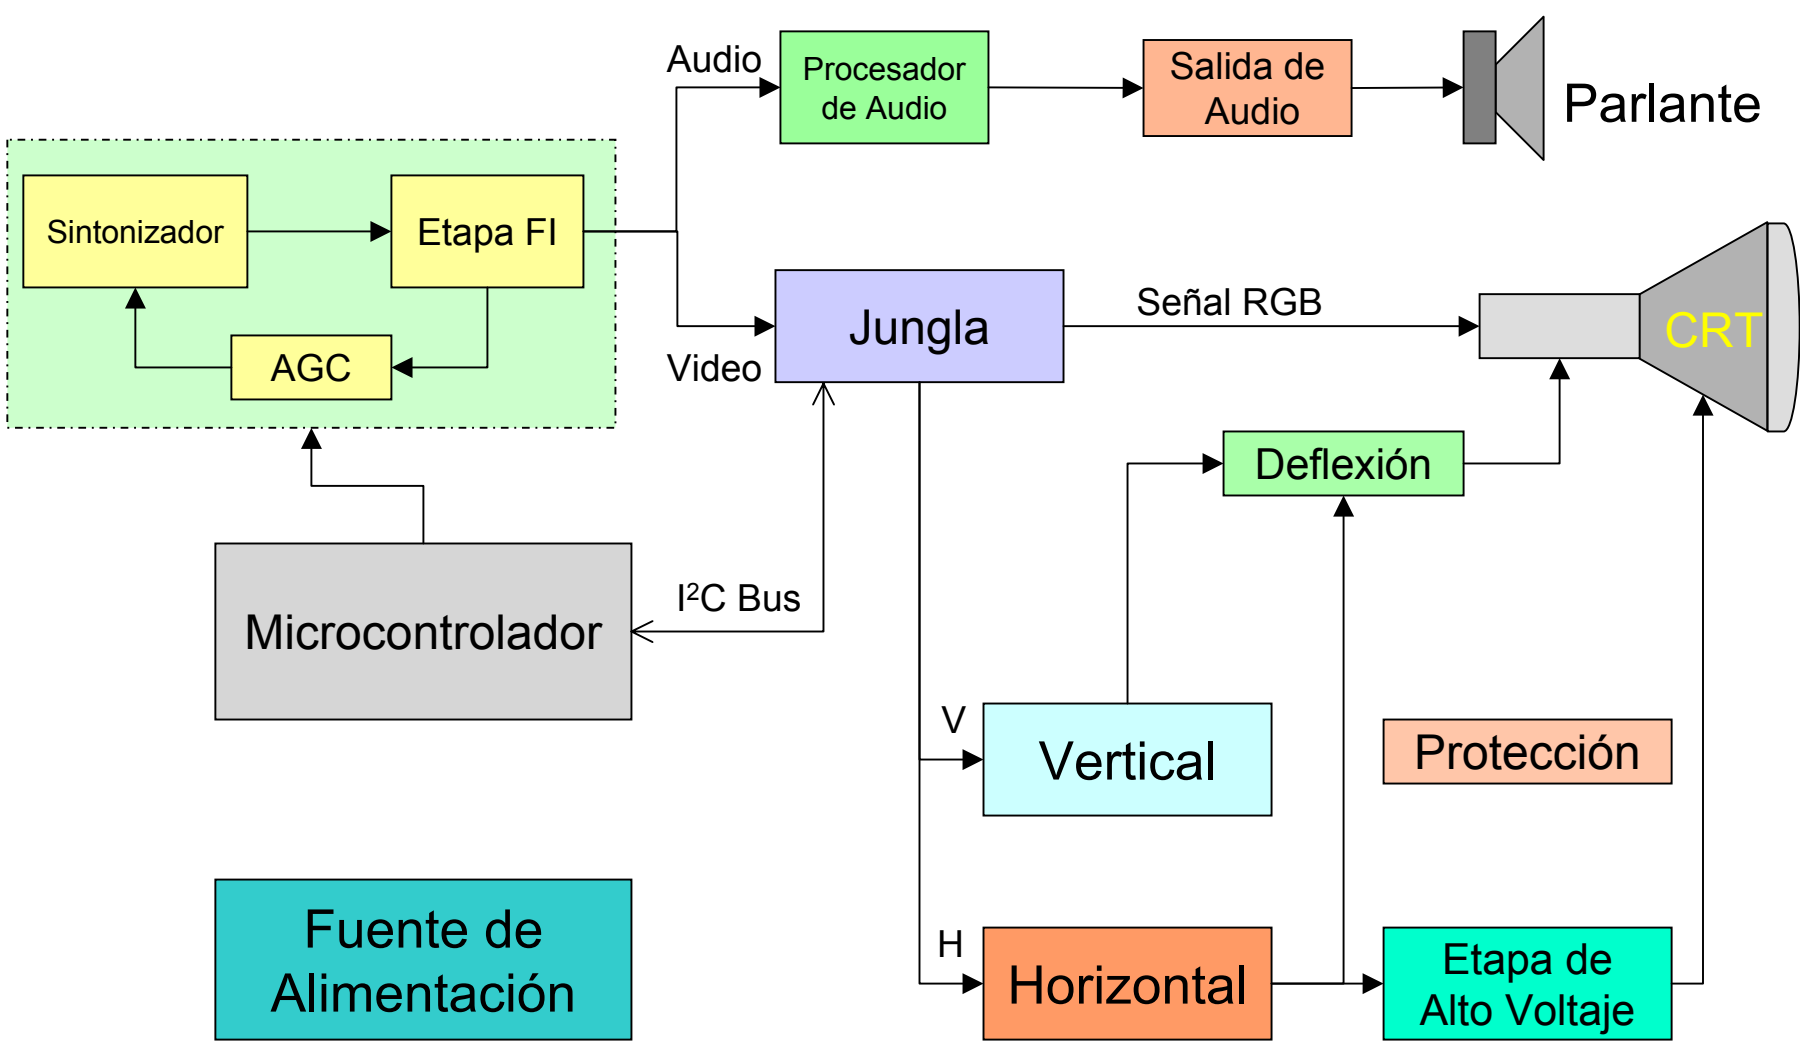 Audio
Procesador
de Audio
Salida de
Audio
Parlante
Sintonizador
Etapa FI
AGC
Video
Jungla
Señal RGB
CRT
Deflexión
Microcontrolador
I²C Bus
V
Vertical
Protección
Fuente de
Alimentación
H
Horizontal
Etapa de
Alto Voltaje